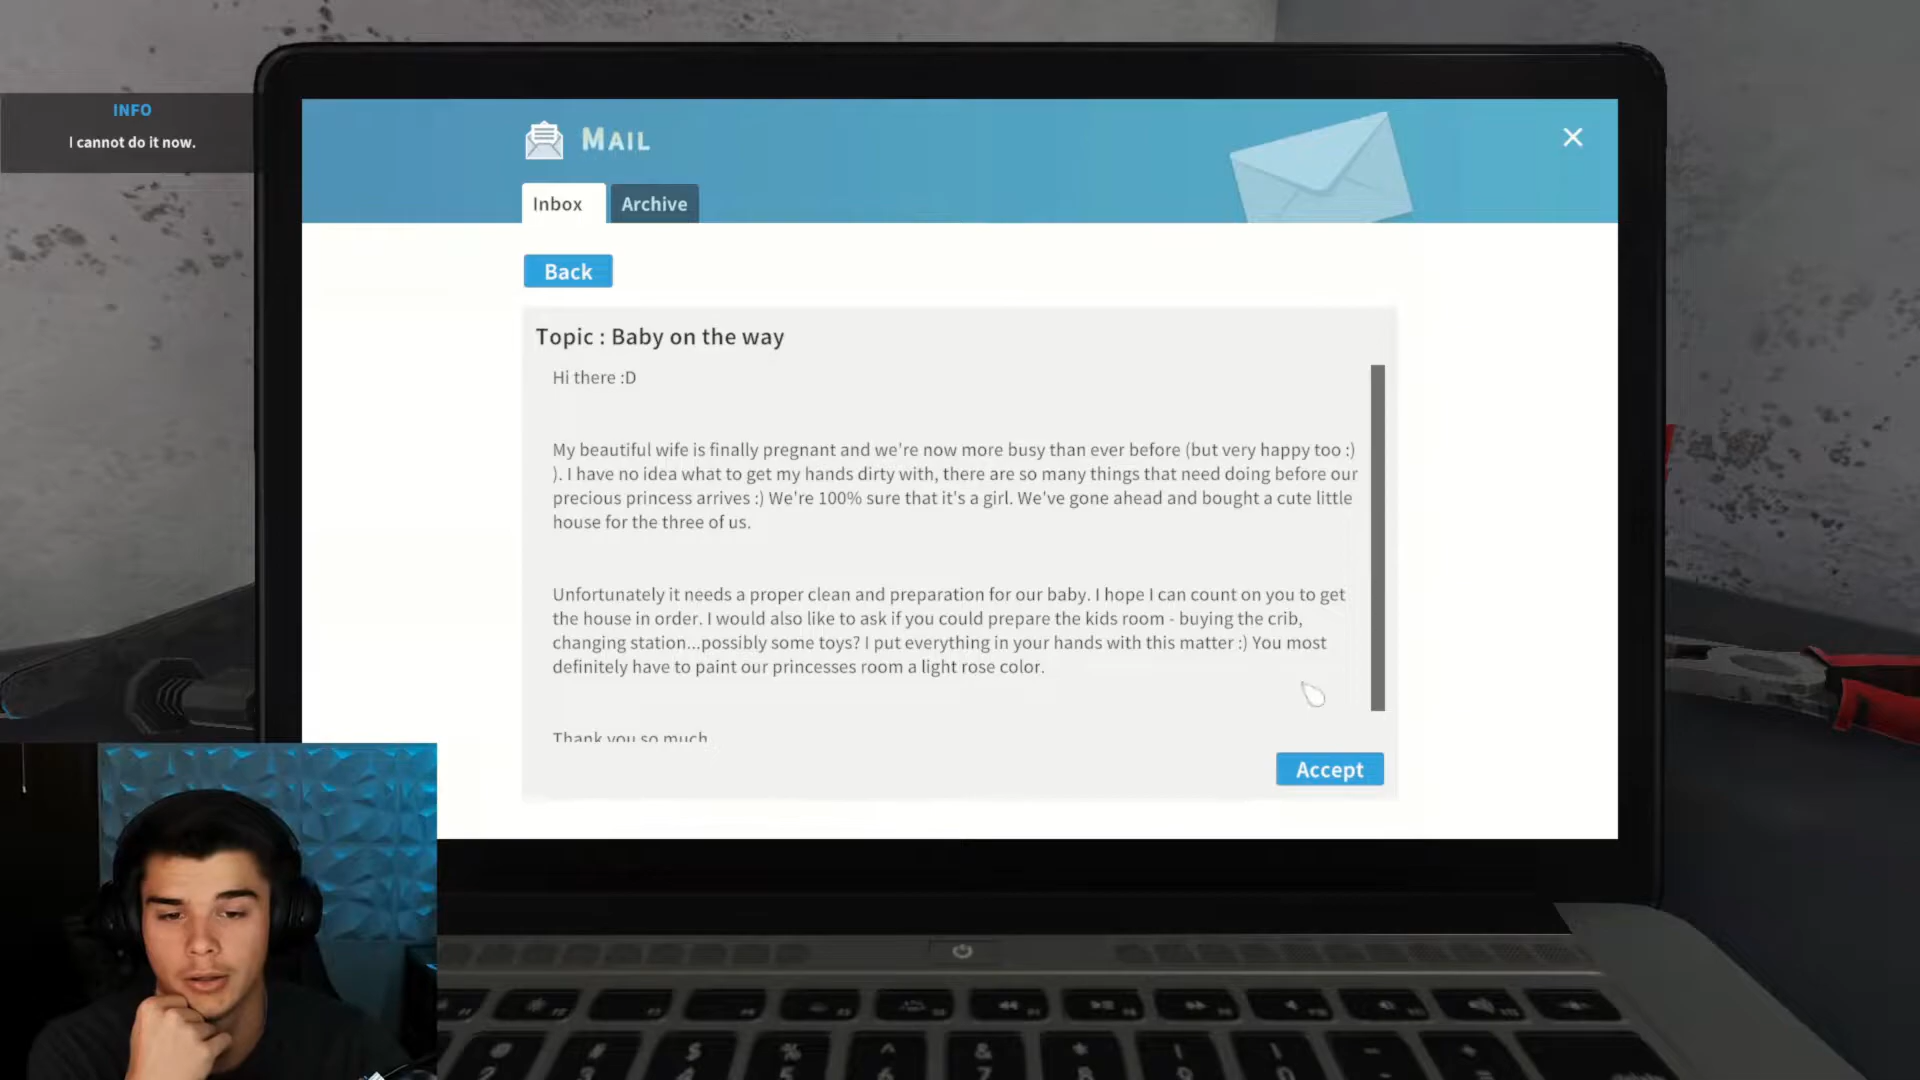 INFO
I cannot do it now.
MAIL
Inbox
Archive
Back
Topic : Baby on the way
Hi there :D
My beautiful wife is finally pregnant and we're now more busy than ever before (but very happy too :)
). I have no idea what to get my hands dirty with, there are so many things that need doing before our
precious princess arrives :) We're 100% sure that it's a girl. We've gone ahead and bought a cute little
house for the three of us.
Unfortunately it needs a proper clean and preparation for our baby. I hope I can count on you to get
the house in order. I would also like to ask if you could prepare the kids room - buying the crib,
changing station...possibly some toys? I put everything in your hands with this matter :) You most
definitely have to paint our princesses room a light rose color.
Thank you so much
Accept